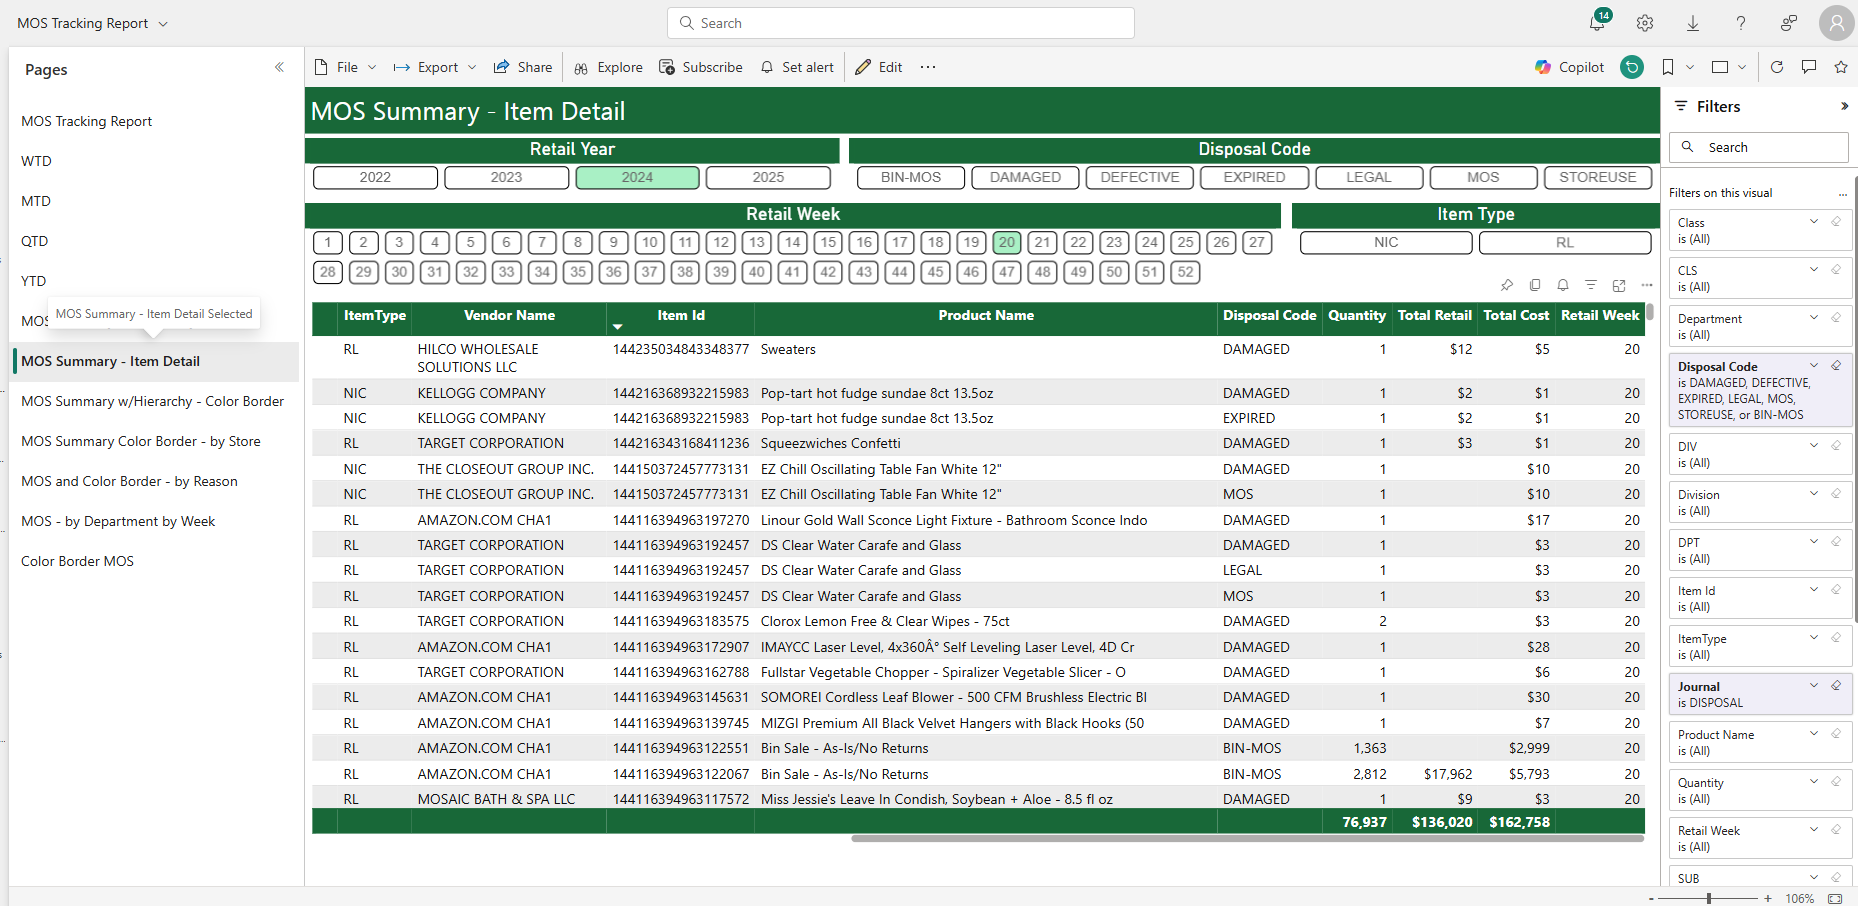 MOS Tracking Report
Search
14
Pages
File
Export
Share
Explore
Subscribe
Set alert
Edit
Copilot
MOS Tracking Report
WTD
MTD
QTD
YTD
MOS
MOS Summary - Item Detail Selected
MOS Summary - Item Detail
MOS Summary w/Hierarchy - Color Border
MOS Summary Color Border - by Store
MOS and Color Border - by Reason
MOS - by Department by Week
Color Border MOS
MOS Summary - Item Detail
Retail Year
2022 2023 2024 2025
Disposal Code
BIN-MOS DAMAGED DEFECTIVE EXPIRED LEGAL MOS STOREUSE
Retail Week
1 2 3 4 5 6 7 8 9 10 11 12 13 14 15 16 17 18 19 20 21 22 23 24 25 26 27
28 29 30 31 32 33 34 35 36 37 38 39 40 41 42 43 44 45 46 47 48 49 50 51 52
Item Type
NIC RL
ItemType Vendor Name Item Id Product Name Disposal Code Quantity Total Retail Total Cost Retail Week
RL HILCO WHOLESALE 144235034843348377 Sweaters DAMAGED 1 $12 $5 20
SOLUTIONS LLC
NIC KELLOGG COMPANY 144216368932215983 Pop-tart hot fudge sundae 8ct 13.5oz DAMAGED 1 $2 $1 20
NIC KELLOGG COMPANY 144216368932215983 Pop-tart hot fudge sundae 8ct 13.5oz EXPIRED 1 $2 $1 20
RL TARGET CORPORATION 144216343168411236 Squeezwiches Confetti DAMAGED 1 $3 $1 20
NIC THE CLOSEOUT GROUP INC. 144150372457773131 EZ Chill Oscillating Table Fan White 12" DAMAGED 1 $10 20
NIC THE CLOSEOUT GROUP INC. 144150372457773131 EZ Chill Oscillating Table Fan White 12" MOS 1 $10 20
RL AMAZON.COM CHA1 144116394963197270 Linour Gold Wall Sconce Light Fixture - Bathroom Sconce Indo DAMAGED 1 $17 20
RL TARGET CORPORATION 144116394963192457 DS Clear Water Carafe and Glass DAMAGED 1 $3 20
RL TARGET CORPORATION 144116394963192457 DS Clear Water Carafe and Glass LEGAL 1 $3 20
RL TARGET CORPORATION 144116394963192457 DS Clear Water Carafe and Glass MOS 1 $3 20
RL TARGET CORPORATION 144116394963183575 Clorox Lemon Free & Clear Wipes - 75ct DAMAGED 2 $3 20
RL AMAZON.COM CHA1 144116394963172907 IMAYCC Laser Level, 4x360Âº Self Leveling Laser Level, 4D Cr DAMAGED 1 $28 20
RL TARGET CORPORATION 144116394963162788 Fullstar Vegetable Chopper - Spiralizer Vegetable Slicer - O DAMAGED 1 $6 20
RL AMAZON.COM CHA1 144116394963145631 SOMOREI Cordless Leaf Blower - 500 CFM Brushless Electric Bl DAMAGED 1 $30 20
RL AMAZON.COM CHA1 144116394963139745 MIZGI Premium All Black Velvet Hangers with Black Hooks (50 DAMAGED 1 $7 20
RL AMAZON.COM CHA1 144116394963122551 Bin Sale - As-Is/No Returns BIN-MOS 1,363 $2,999 20
RL AMAZON.COM CHA1 144116394963122067 Bin Sale - As-Is/No Returns BIN-MOS 2,812 $17,962 $5,793 20
RL MOSAIC BATH & SPA LLC 144116394963117572 Miss Jessie's Leave In Condish, Soybean + Aloe - 8.5 fl oz DAMAGED 1 $9 $3 20
76,937 $136,020 $162,758
Filters
Search
Filters on this visual
Class
is (All)
CLS
is (All)
Department
is (All)
Disposal Code
is DAMAGED, DEFECTIVE,
EXPIRED, LEGAL, MOS,
STOREUSE, or BIN-MOS
DIV
is (All)
Division
is (All)
DPT
is (All)
Item Id
is (All)
ItemType
is (All)
Journal
is DISPOSAL
Product Name
is (All)
Quantity
is (All)
Retail Week
is (All)
SUB
106%